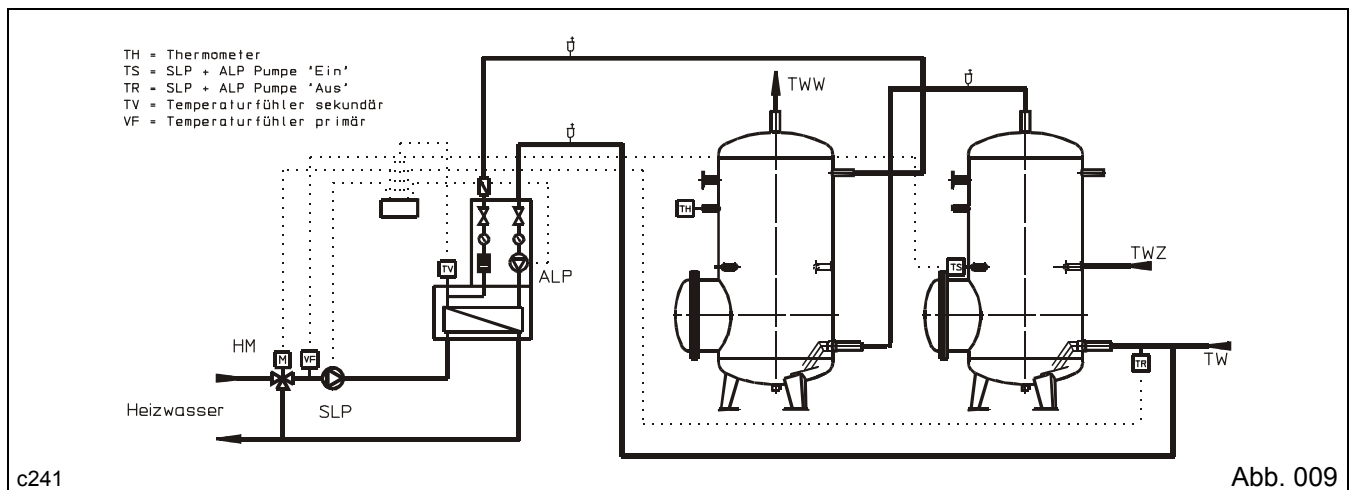 TH = Thermometer
TS = SLP + ALP Pumpe 'Ein'
TR = SLP + ALP Pumpe 'Aus'
TV = Temperaturfühler sekundär
VF = Temperaturfühler primär
TWW
TH
TV
ALP
TS
TWZ
HM
M
VF
TW
TR
Heizwasser
SLP
c241
Abb. 009